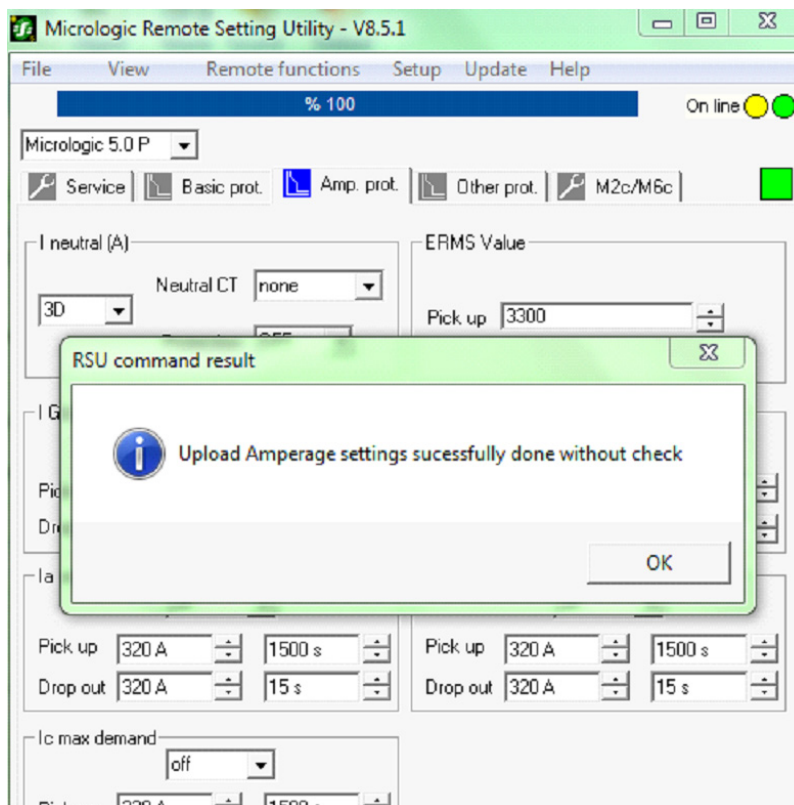 Micrologic Remote Setting Utility - V8.5.1
File View Remote functions Setup Update Help
% 100
On line
Micrologic 5.0 P
Service Basic prot. Amp. prot. Other prot. M2c/M6c
I neutral (A)
ERMS Value
Neutral CT none
3D
Pick up 3300
RSU command result
Upload Amperage settings sucessfully done without check
OK
Pick up 320 A 1500 s
Pick up 320 A 1500 s
Drop out 320 A 15 s
Drop out 320 A 15 s
Ic max demand
off